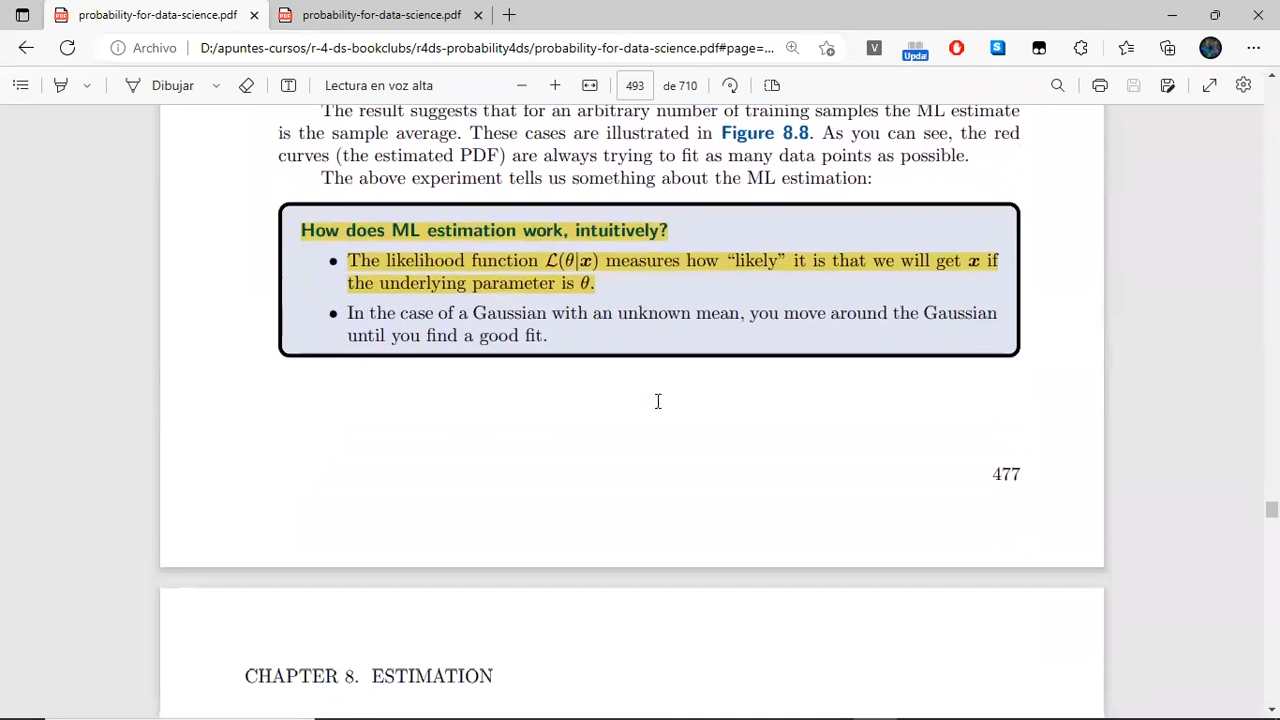 probability-for-data-science.pdf
probability-for-data-science.pdf
Archivo D:/apuntes-cursos/r-4-ds-bookclubs/r4ds-probability4ds/probability-for-data-science.pdf#page=...
V
Upda
S
Dibujar
Lectura en voz alta
493 de 710
The result suggests that for an arbitrary number of training samples the ML estimate
is the sample average. These cases are illustrated in Figure 8.8. As you can see, the red
curves (the estimated PDF) are always trying to fit as many data points as possible.
The above experiment tells us something about the ML estimation:
How does ML estimation work, intuitively?
• The likelihood function ℒ(θ|x) measures how “likely” it is that we will get x if
the underlying parameter is θ.
• In the case of a Gaussian with an unknown mean, you move around the Gaussian
until you find a good fit.
477
CHAPTER 8. ESTIMATION